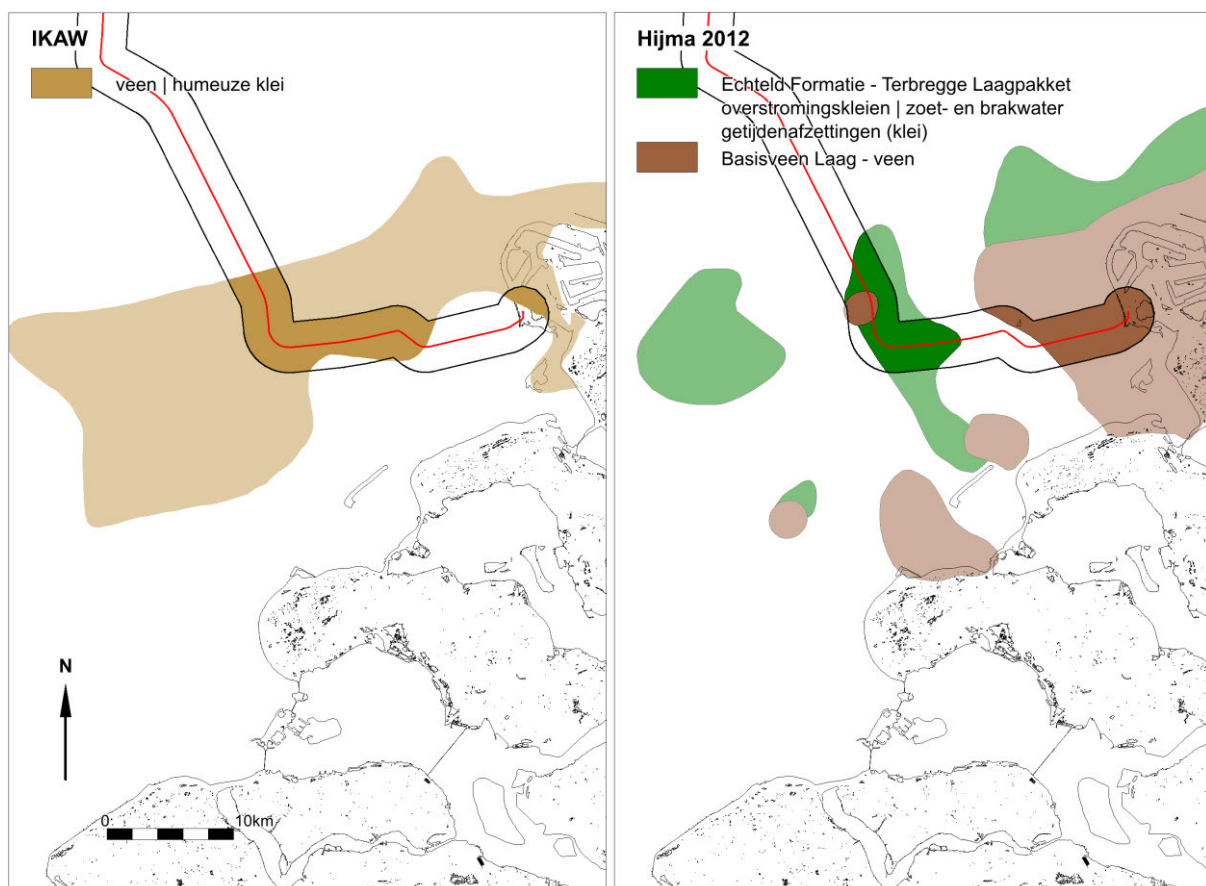 IKAW
veen | humeuze klei
N
0 10km
Hijma 2012
Echteld Formatie - Terbregge Laagpakket
overstromingskleien | zoet- en brakwater
getijdenafzettingen (klei)
Basisveen Laag - veen